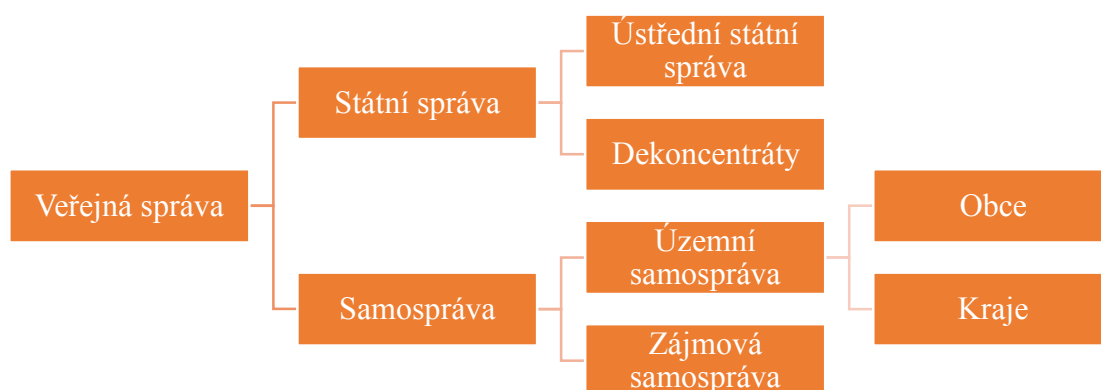 Veřejná správa
Státní správa
Ústřední státní
správa
Dekoncentráty
Samospráva
Územní
samospráva
Obce
Kraje
Zájmová
samospráva